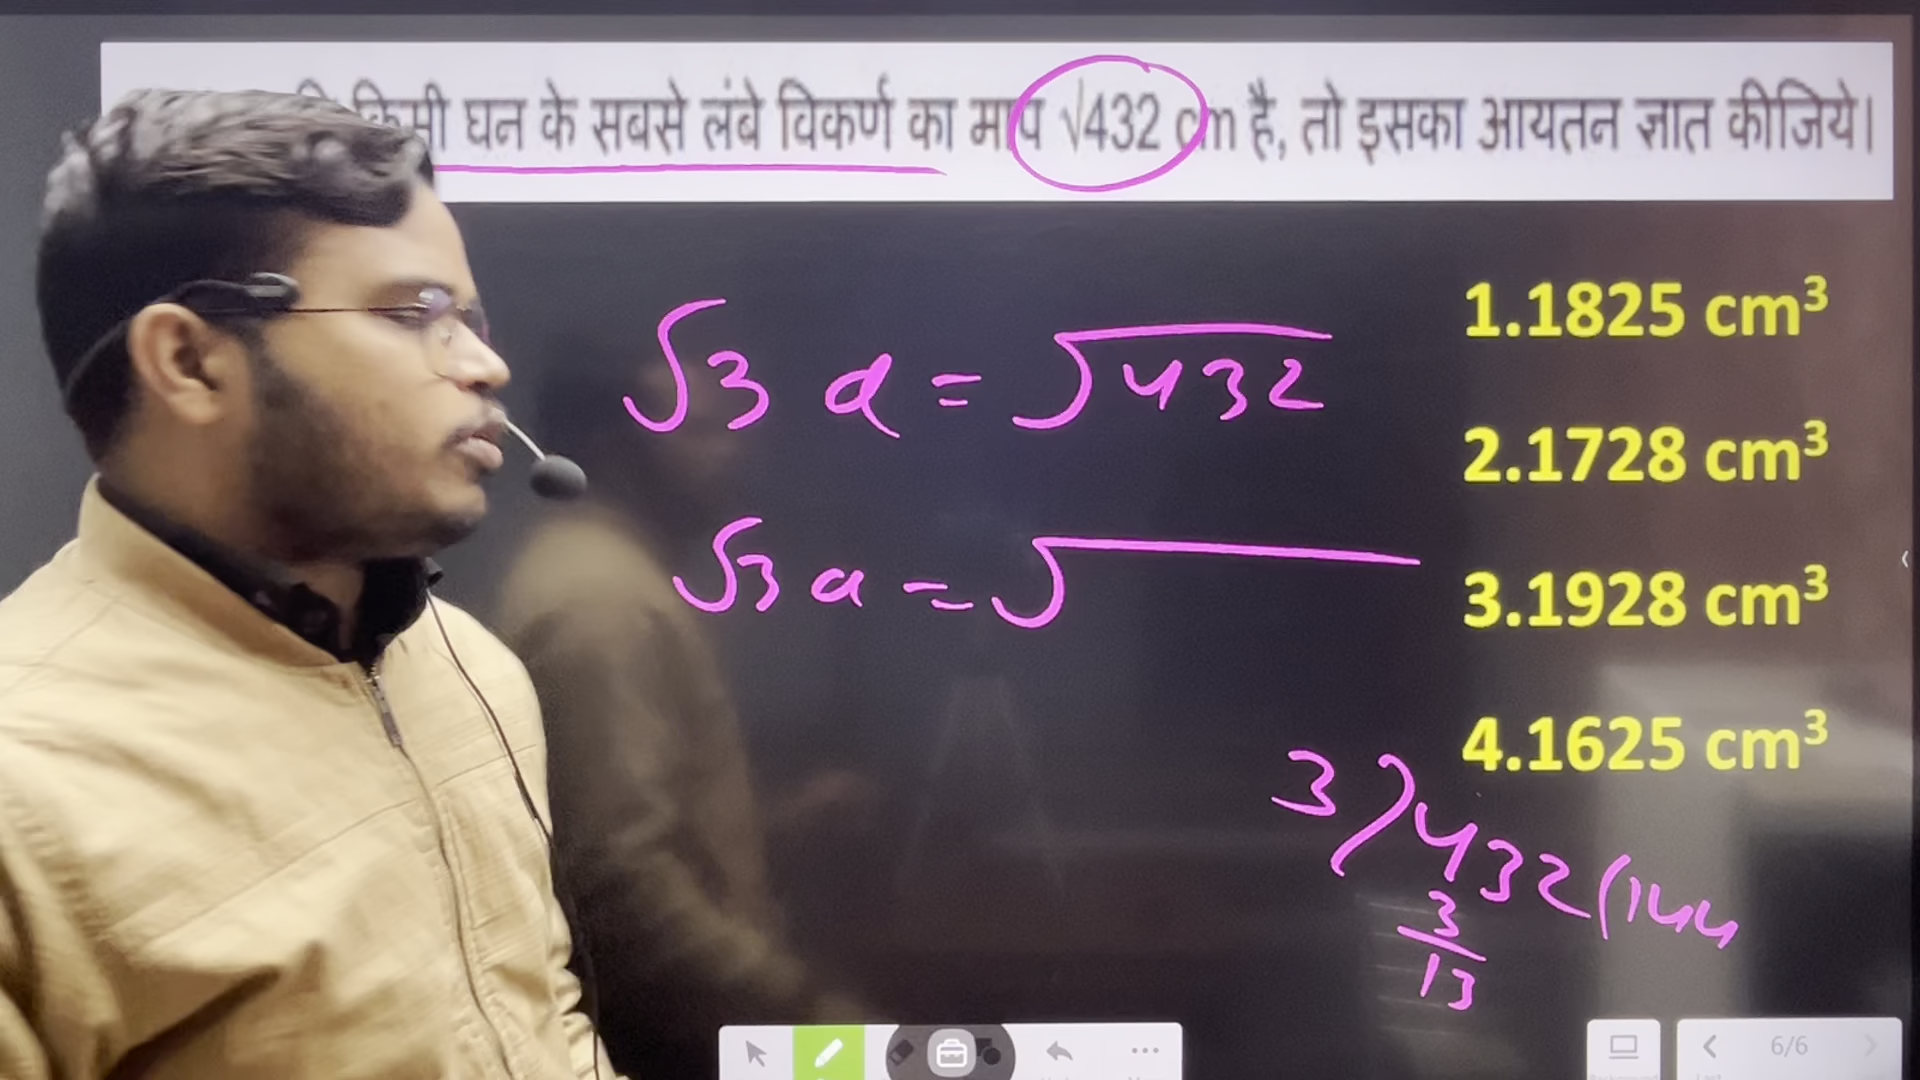 किसी घन के सबसे लंबे विकर्ण का माप √432 cm है, तो इसका आयतन ज्ञात कीजिये।
√3 a = √432
1.1825 cm³
2.1728 cm³
√3 a = √
3.1928 cm³
4.1625 cm³
3)432(144
3
13
6/6